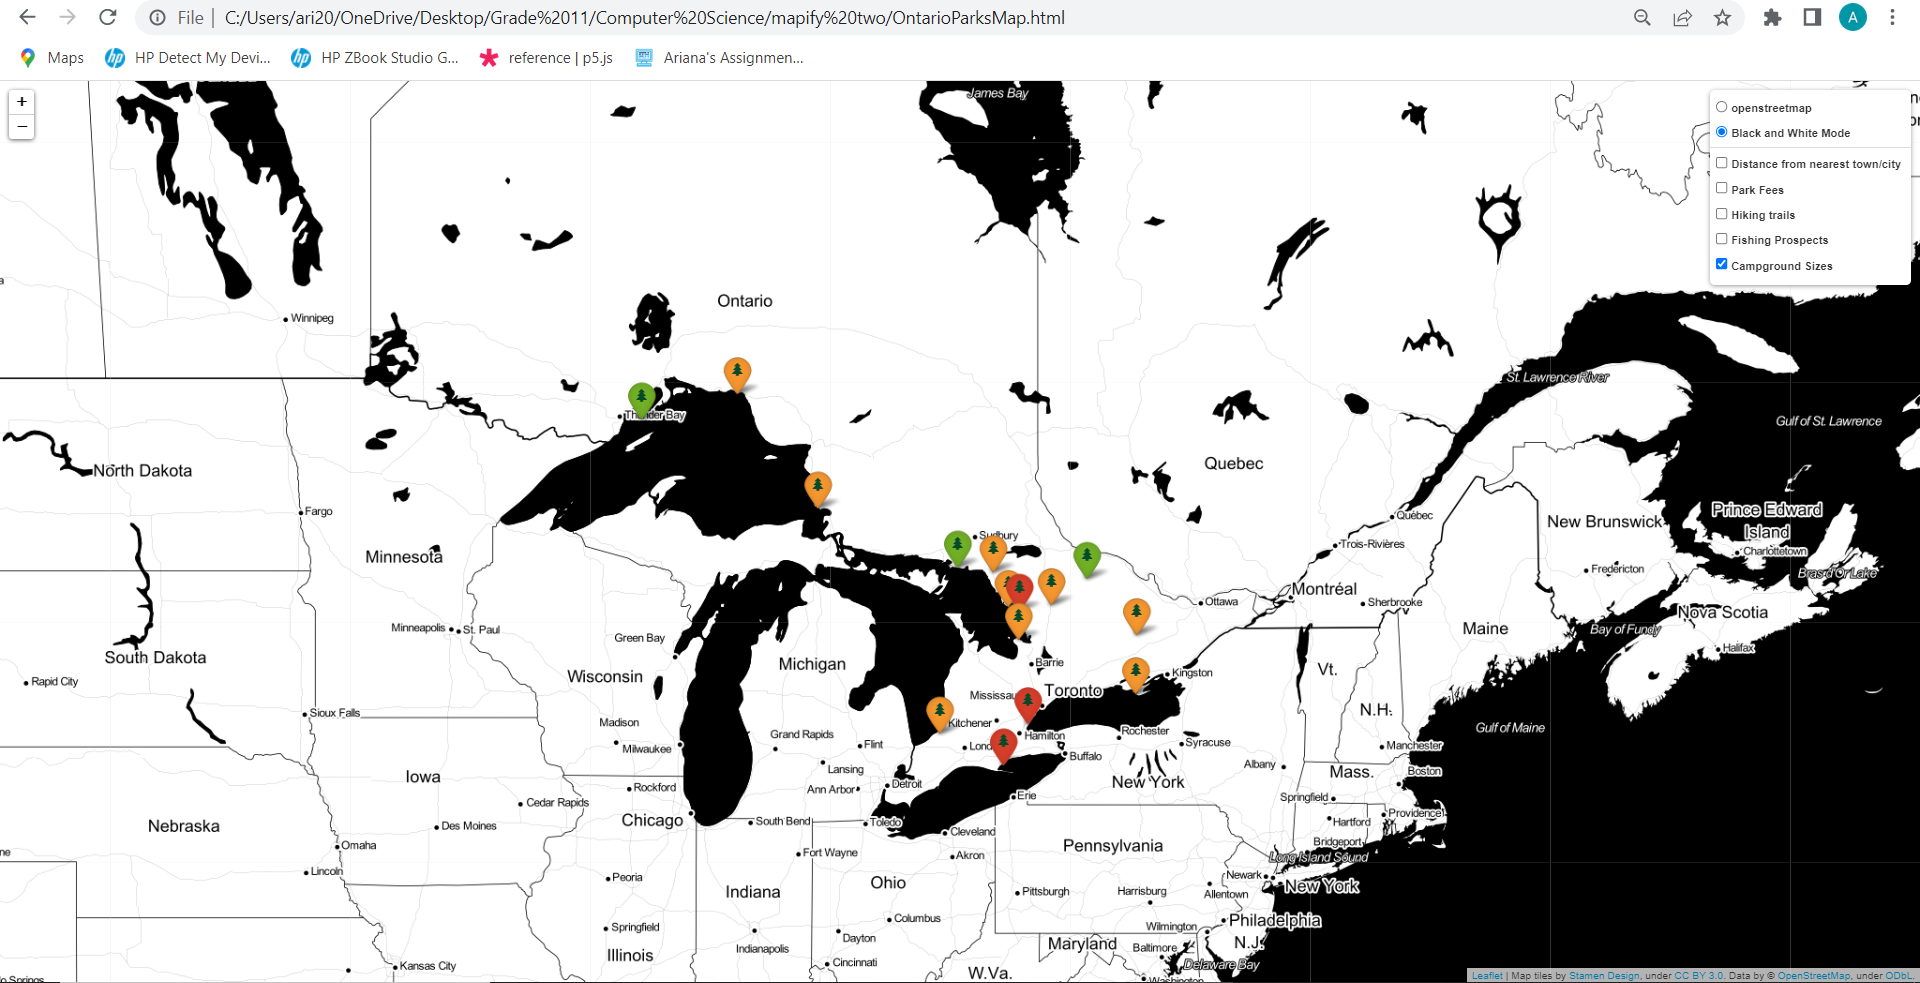 File | C:/Users/ari20/OneDrive/Desktop/Grade%2011/Computer%20Science/mapify%20two/OntarioParksMap.html
A
Maps
HP Detect My Devi...
HP ZBook Studio G...
reference | p5.js
Ariana's Assignmen...
+
−
openstreetmap
Black and White Mode
Distance from nearest town/city
Park Fees
Hiking trails
Fishing Prospects
Campground Sizes
James Bay
Ontario
Winnipeg
Thunder Bay
St. Lawrence River
Gulf of St. Lawrence
North Dakota
Quebec
Fargo
Québec
New Brunswick
Prince Edward
Island
Charlottetown
Minnesota
Sudbury
Trois-Rivières
Fredericton
Bras d'Or Lake
Montréal
Ottawa
Sherbrooke
Nova Scotia
Minneapolis
St. Paul
Green Bay
Maine
Bay of Fundy
Halifax
South Dakota
Michigan
Barrie
Vt.
Rapid City
Wisconsin
Kingston
Toronto
Mississau
Sioux Falls
N.H.
Madison
Kitchener
Gulf of Maine
Milwaukee
Grand Rapids
Flint
Lond
Hamilton
Rochester
Syracuse
Manchester
Buffalo
Albany
Iowa
Lansing
Mass.
Boston
Rockford
Ann Arbor
Detroit
New York
Erie
Springfield
Cedar Rapids
Chicago
South Bend
Toledo
Providence
Hartford
Nebraska
Des Moines
Cleveland
Omaha
Pennsylvania
Bridgeport
Fort Wayne
Akron
Long Island Sound
Lincoln
Peoria
Indiana
Ohio
Pittsburgh
Harrisburg
Allentown
Newark
New York
Columbus
Springfield
Wilmington
Philadelphia
Dayton
Indianapolis
Maryland
Baltimore
N.J.
Illinois
Cincinnati
Kansas City
W.Va.
Delaware Bay
o Springs
Washington
Leaflet | Map tiles by Stamen Design, under CC BY 3.0. Data by © OpenStreetMap, under ODbL.